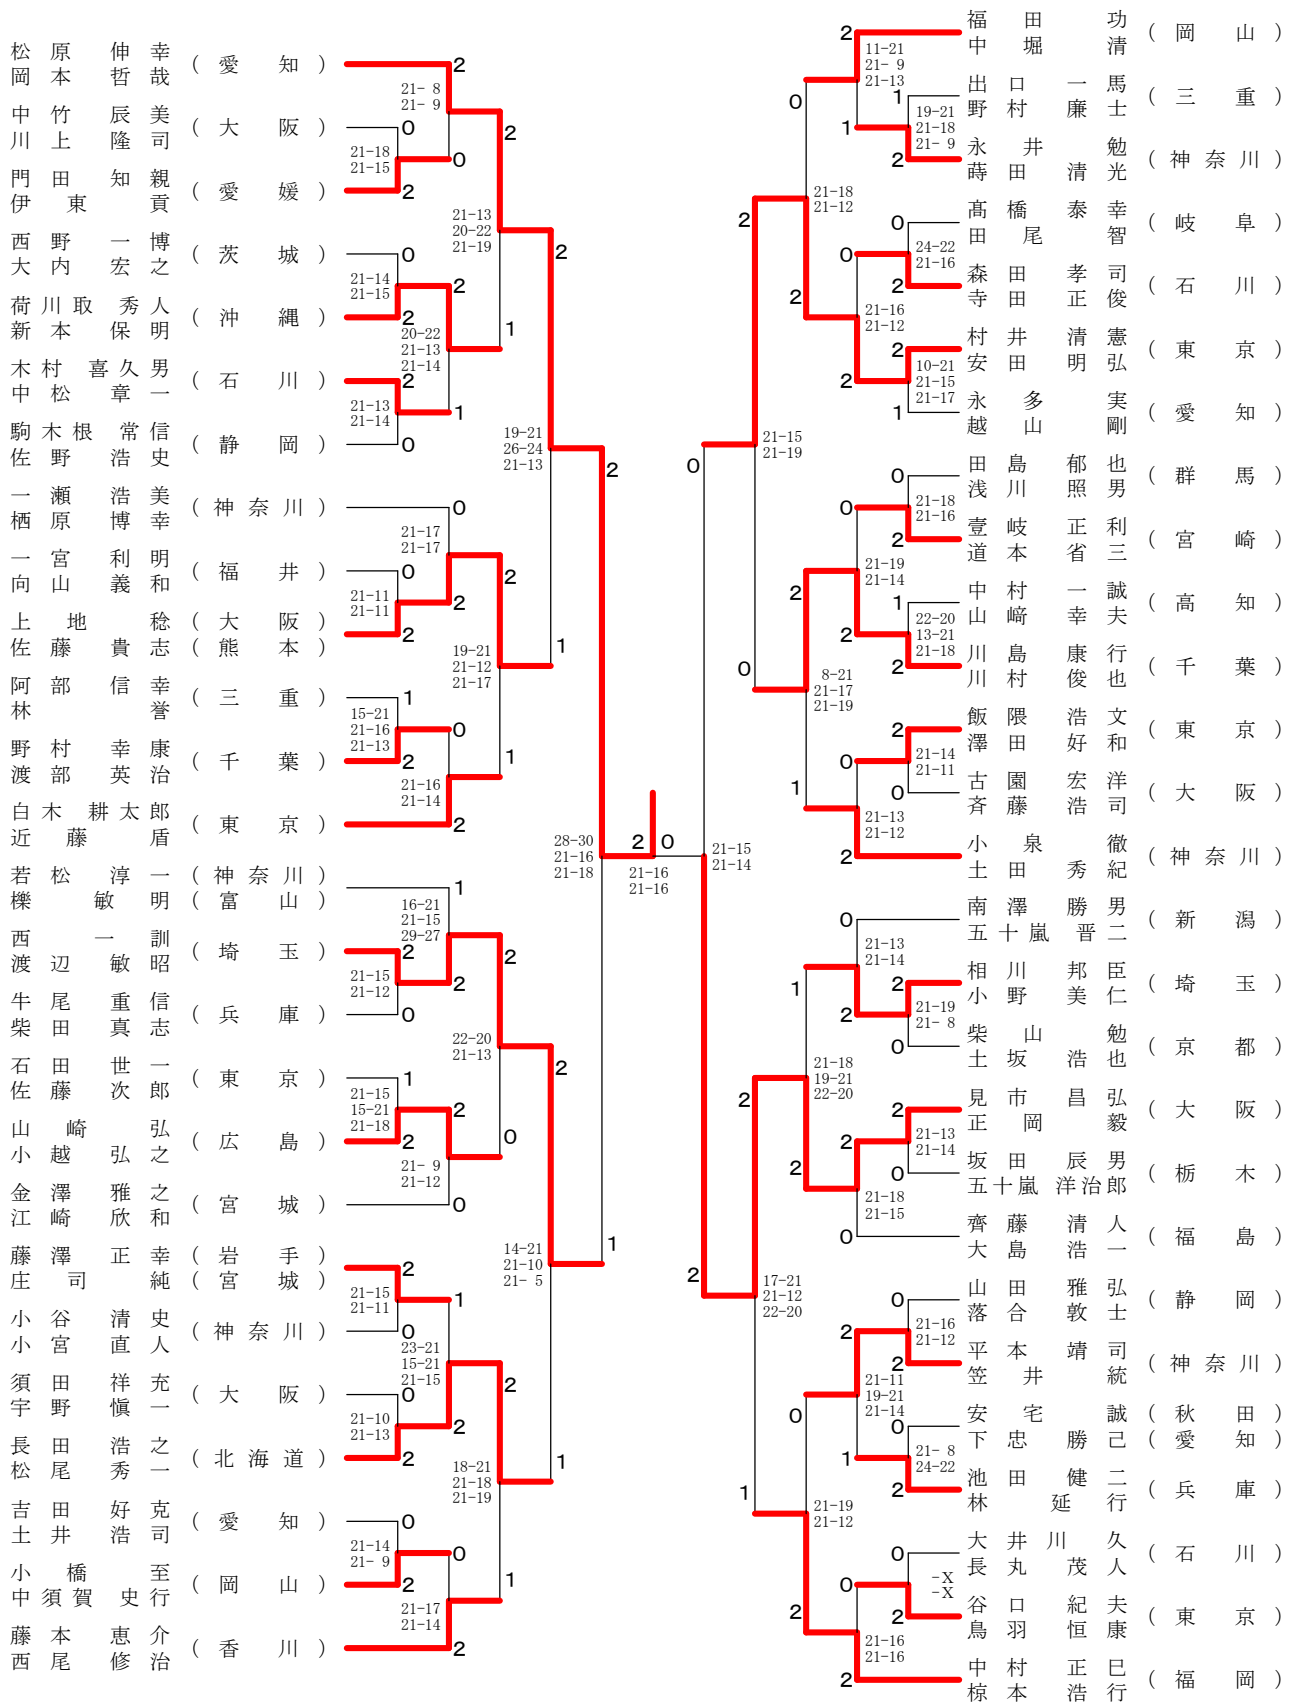 松原 伸幸
岡本 哲哉
(愛知)
2
21- 8
21- 9
中竹 辰美
川上 隆司
(大阪)
0
21-18
21-15
0
2
門田 知親
伊東 貢
(愛媛)
2
21-13
20-22
21-19
西野 一博
大内 宏之
(茨城)
0
2
21-14
21-15
2
荷川取 秀人
新本 保明
(沖縄)
2
20-22
21-13
21-14
1
木村 喜久男
中松 章一
(石川)
2
21-13
21-14
1
駒木根 常信
佐野 浩史
(静岡)
0
19-21
26-24
21-13
2
一瀬 浩美
栖原 博幸
(神奈川)
0
21-17
21-17
一宮 利明
向山 義和
(福井)
0
2
21-11
21-11
2
上地 稔
佐藤 貴志
(大阪)
(熊本)
2
19-21
21-12
21-17
1
阿部 信幸
林 誉
(三重)
1
15-21
21-16
21-13
0
野村 幸康
渡部 英治
(千葉)
2
1
21-16
21-14
白木 耕太郎
近藤 盾
(東京)
2
28-30
21-16
21-18
2 0
21-16
21-16
若松 淳一
櫟 敏明
(神奈川)
(富山)
1
16-21
21-15
29-27
西 一訓
渡辺 敏昭
(埼玉)
2
2
21-15
21-12
2
牛尾 重信
柴田 真志
(兵庫)
0
22-20
21-13
2
石田 世一
佐藤 次郎
(東京)
1
21-15
15-21
21-18
2
山崎 弘
小越 弘之
(広島)
2
0
21- 9
21-12
金澤 雅之
江崎 欣和
(宮城)
0
14-21
21-10
21- 5
1
藤澤 正幸
庄司 純
(岩手)
(宮城)
2
21-15
21-11
1
小谷 清史
小宮 直人
(神奈川)
0
23-21
15-21
21-15
須田 祥充
宇野 愼一
(大阪)
0
2
21-10
21-13
2
長田 浩之
松尾 秀一
(北海道)
2
18-21
21-18
21-19
1
吉田 好克
土井 浩司
(愛知)
0
21-14
21- 9
0
小橋 至
中須賀 史行
(岡山)
2
1
21-17
21-14
藤本 恵介
西尾 修治
(香川)
2
福田 功
中堀 清
(岡山)
2
11-21
21- 9
21-13
0
出口 一馬
野村 廉士
(三重)
1
19-21
21-18
21- 9
1
永井 勉
蒔田 清光
(神奈川)
2
21-18
21-12
2
髙橋 泰幸
田尾 智
(岐阜)
0
24-22
21-16
0
森田 孝司
寺田 正俊
(石川)
2
2
21-16
21-12
村井 清憲
安田 明弘
(東京)
2
10-21
21-15
21-17
2
永多 実
越山 剛
(愛知)
1
21-15
21-19
0
田島 郁也
浅川 照男
(群馬)
0
21-18
21-16
0
壹岐 正利
道本 省三
(宮崎)
2
21-19
21-14
2
中村 一誠
山﨑 幸夫
(高知)
1
22-20
13-21
21-18
2
川島 康行
川村 俊也
(千葉)
2
0
8-21
21-17
21-19
飯隈 浩文
澤田 好和
(東京)
2
21-14
21-11
0
1
古園 宏洋
斉藤 浩司
(大阪)
0
21-13
21-12
小泉 徹
土田 秀紀
(神奈川)
2
21-15
21-14
南澤 勝男
五十嵐 晋二
(新潟)
0
21-13
21-14
1
相川 邦臣
小野 美仁
(埼玉)
2
21-19
21- 8
2
柴山 勉
土坂 浩也
(京都)
0
21-18
19-21
22-20
2
見市 昌弘
正岡 毅
(大阪)
2
21-13
21-14
2
2
坂田 辰男
五十嵐 洋治郎
(栃木)
0
21-18
21-15
齊藤 清人
大島 浩一
(福島)
0
2
17-21
21-12
22-20
山田 雅弘
落合 敦士
(静岡)
0
21-16
21-12
2
平本 靖司
笠井 統
(神奈川)
2
21-11
19-21
21-14
0
安宅 誠
下忠 勝己
(秋田)
(愛知)
0
21- 8
24-22
1
池田 健二
林 延行
(兵庫)
2
1
21-19
21-12
大井川 久
長丸 茂人
(石川)
0
-X
-X
0
谷口 紀夫
鳥羽 恒康
(東京)
2
2
21-16
21-16
中村 正巳
椋本 浩行
(福岡)
2